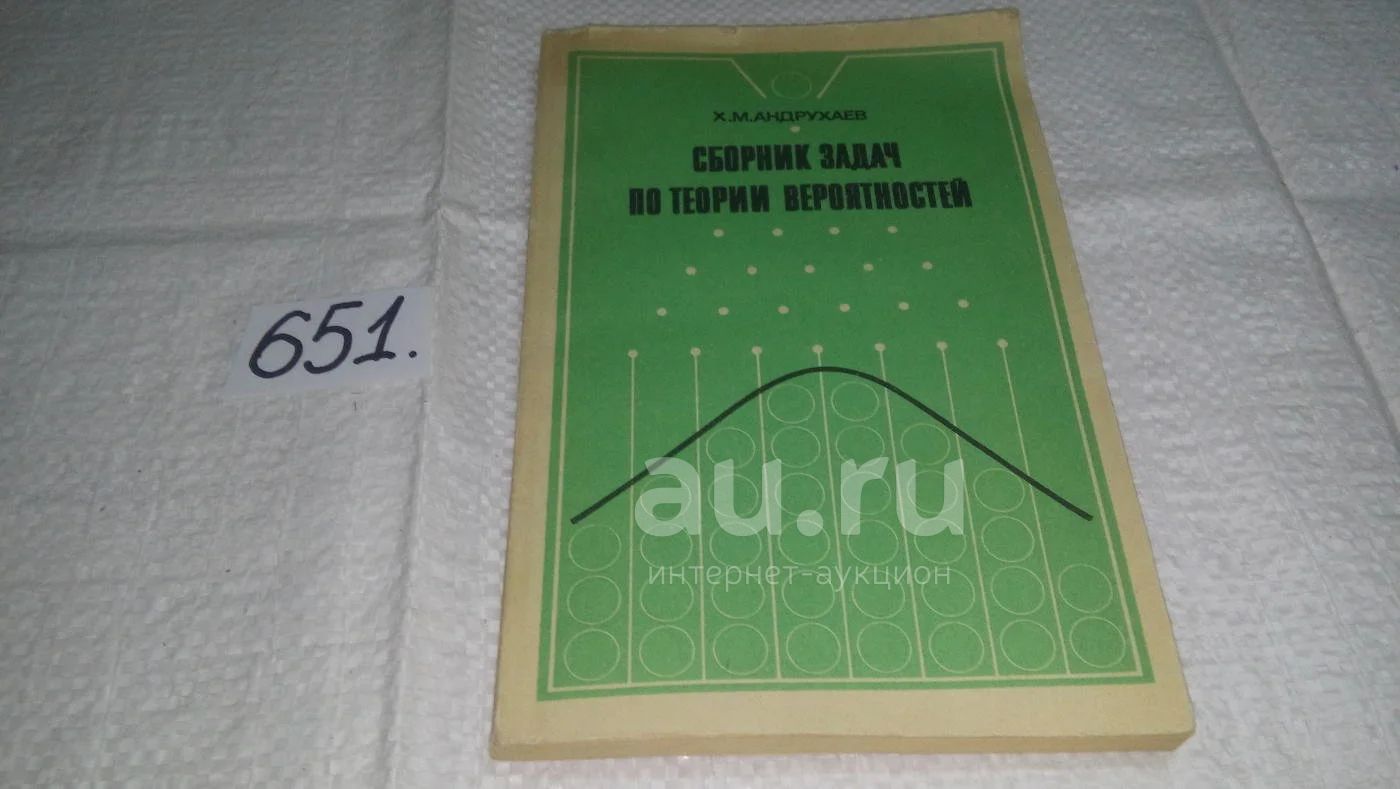 Х.М.АНДРУХАЕВ
СБОРНИК ЗАДАЧ
ПО ТЕОРИИ ВЕРОЯТНОСТЕЙ
651.
au.ru
интернет-аукцион